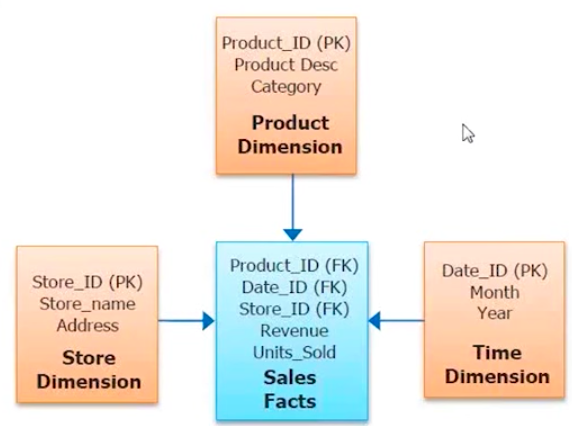 Product_ID (PK)
Product Desc
Category
Product
Dimension
Store_ID (PK)
Store_name
Address
Store
Dimension
Product_ID (FK)
Date_ID (FK)
Store_ID (FK)
Revenue
Units_Sold
Sales
Facts
Date_ID (PK)
Month
Year
Time
Dimension